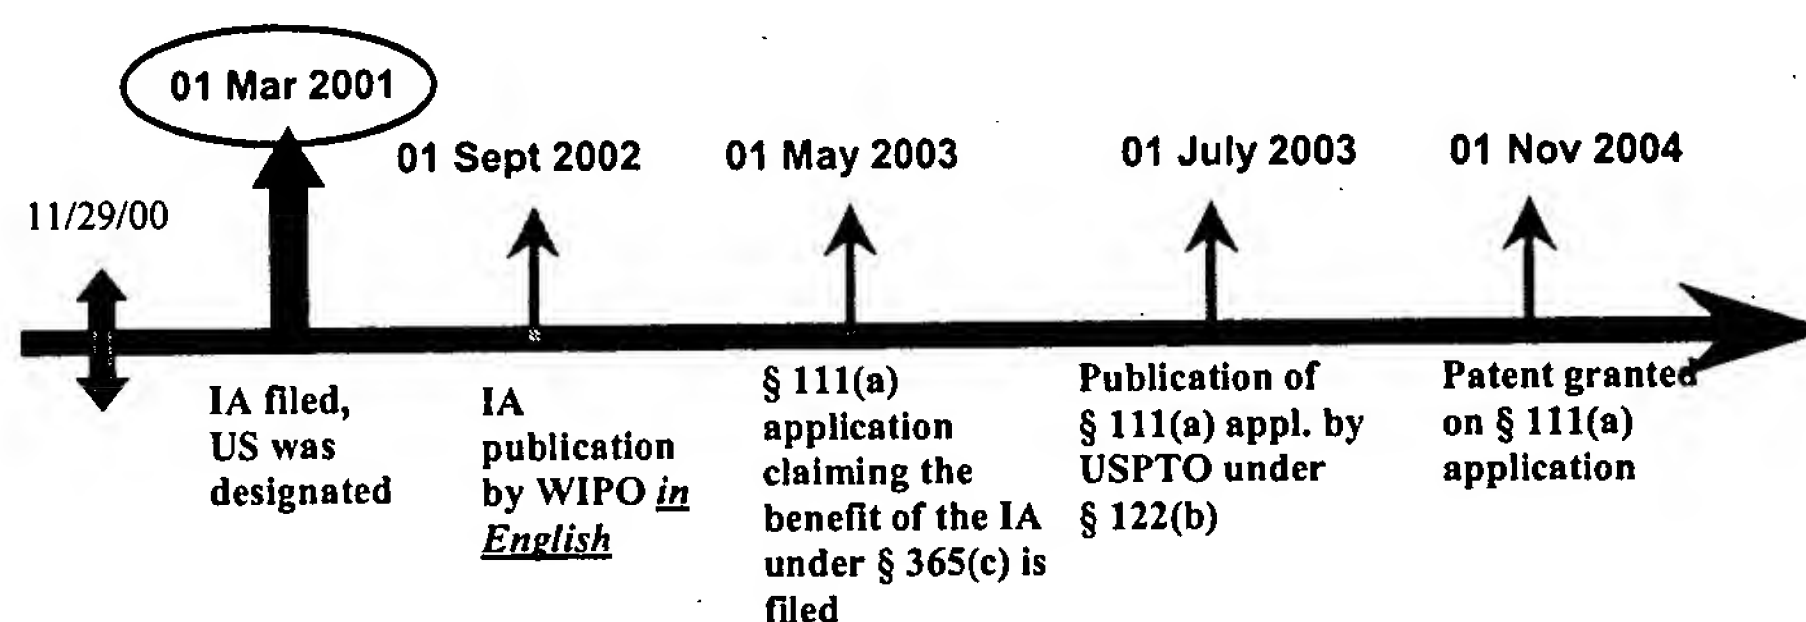 01 Mar 2001
01 Sept 2002
01 May 2003
01 July 2003
01 Nov 2004
11/29/00
IA filed,
US was
designated
IA
publication
by WIPO in
English
§ 111(a)
application
claiming the
benefit of the IA
under § 365(c) is
filed
Publication of
§ 111(a) appl. by
USPTO under
§ 122(b)
Patent granted
on § 111(a)
application